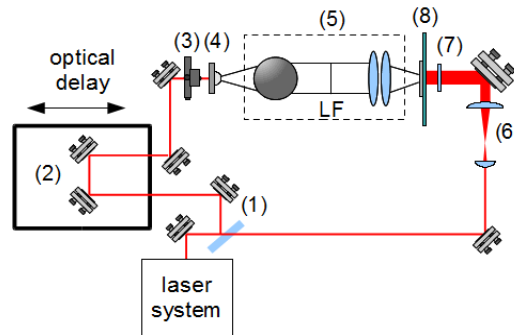 (8)
(5)
(3) (4)
(7)
optical
delay
LF
(6
(2)
(1)
laser
system